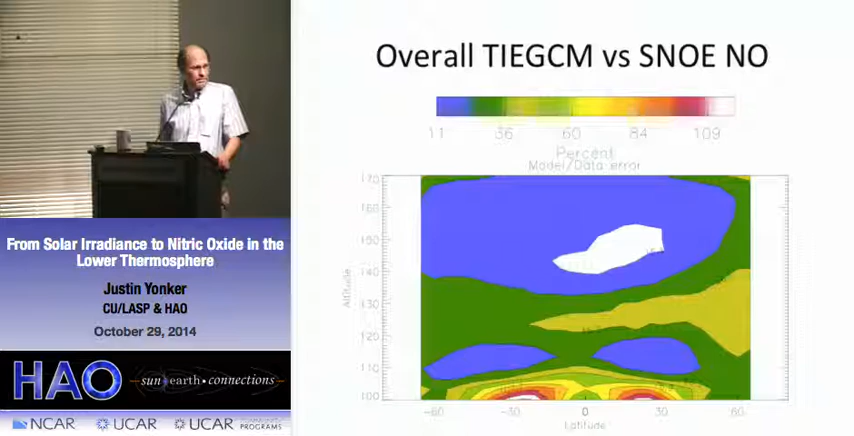 Overall TIEGCM vs SNOE NO
11 36 60 84 109
Percent
Model/Data error
170
160
150
140
130
120
110
100
Altitude
-60 -30 0 30 60
Latitude
From Solar Irradiance to Nitric Oxide in the
Lower Thermosphere
Justin Yonker
CU/LASP & HAO
October 29, 2014
HAO sun earth • connections
NCAR UCAR UCAR COMMUNITY PROGRAMS